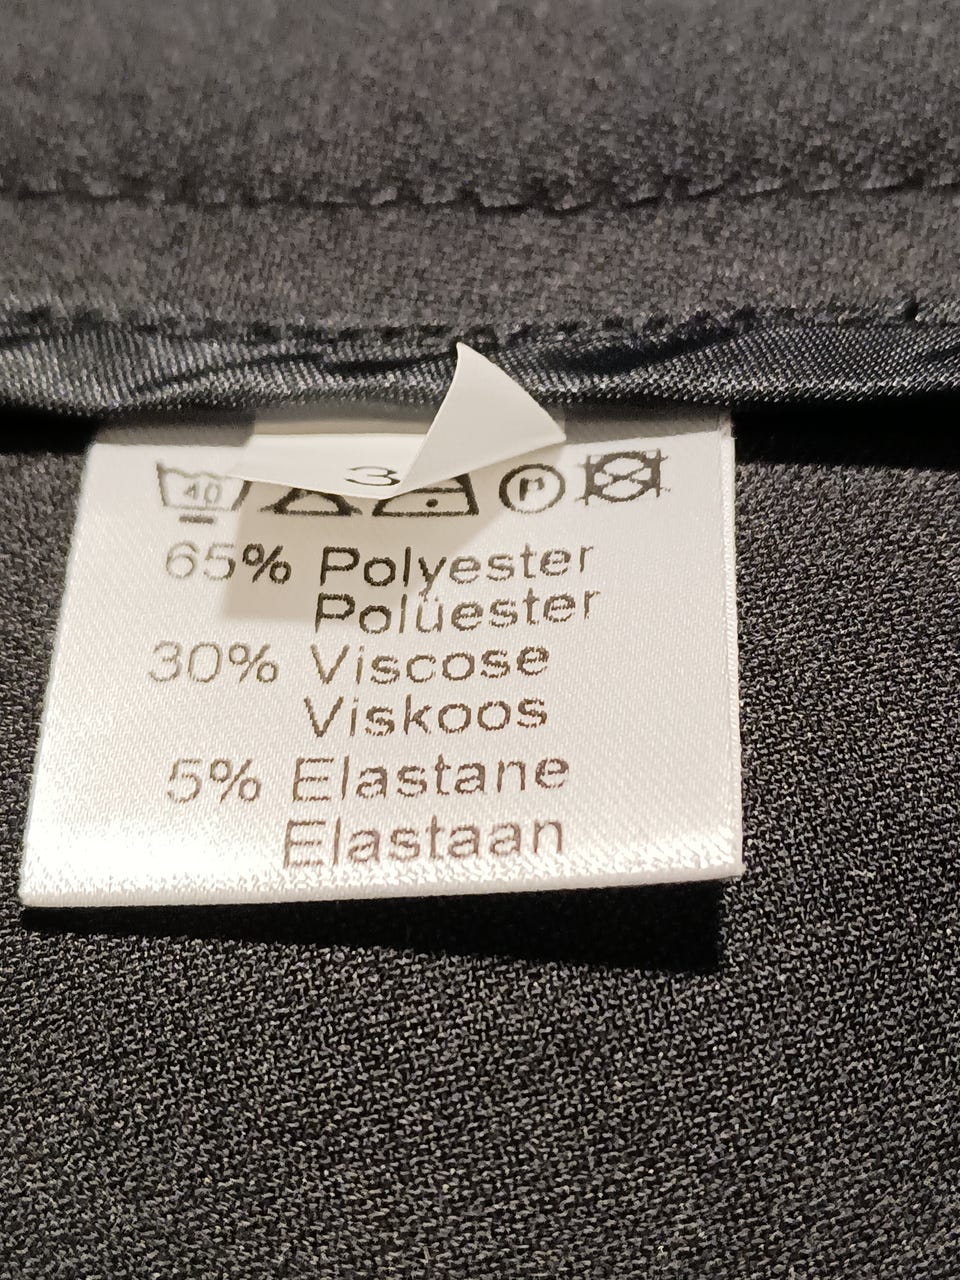 3
40 P
65% Polyester
Polüester
30% Viscose
Viskoos
5% Elastane
Elastaan